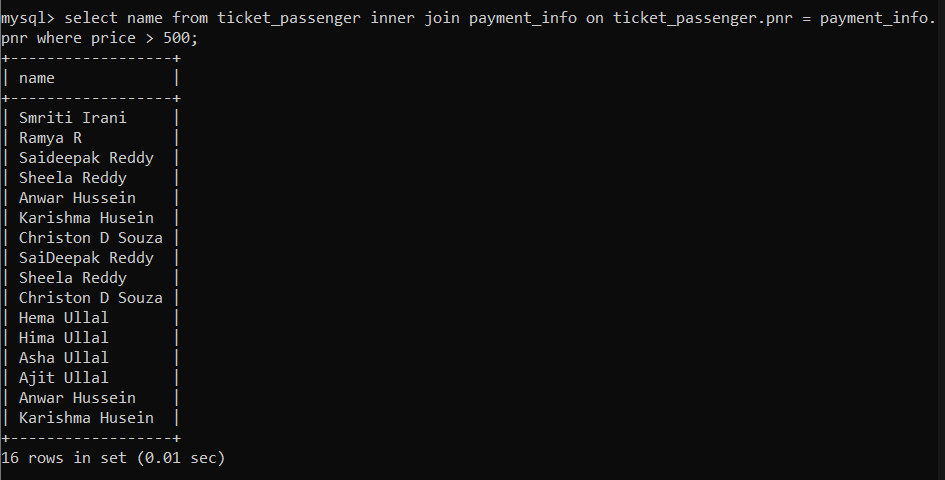 mysql> select name from ticket_passenger inner join payment_info on ticket_passenger.pnr = payment_info.
pnr where price > 500;
+------------------+
| name             |
+------------------+
| Smriti Irani     |
| Ramya R          |
| Saideepak Reddy  |
| Sheela Reddy     |
| Anwar Hussein    |
| Karishma Husein  |
| Christon D Souza |
| SaiDeepak Reddy  |
| Sheela Reddy     |
| Christon D Souza |
| Hema Ullal       |
| Hima Ullal       |
| Asha Ullal       |
| Ajit Ullal       |
| Anwar Hussein    |
| Karishma Husein  |
+------------------+
16 rows in set (0.01 sec)